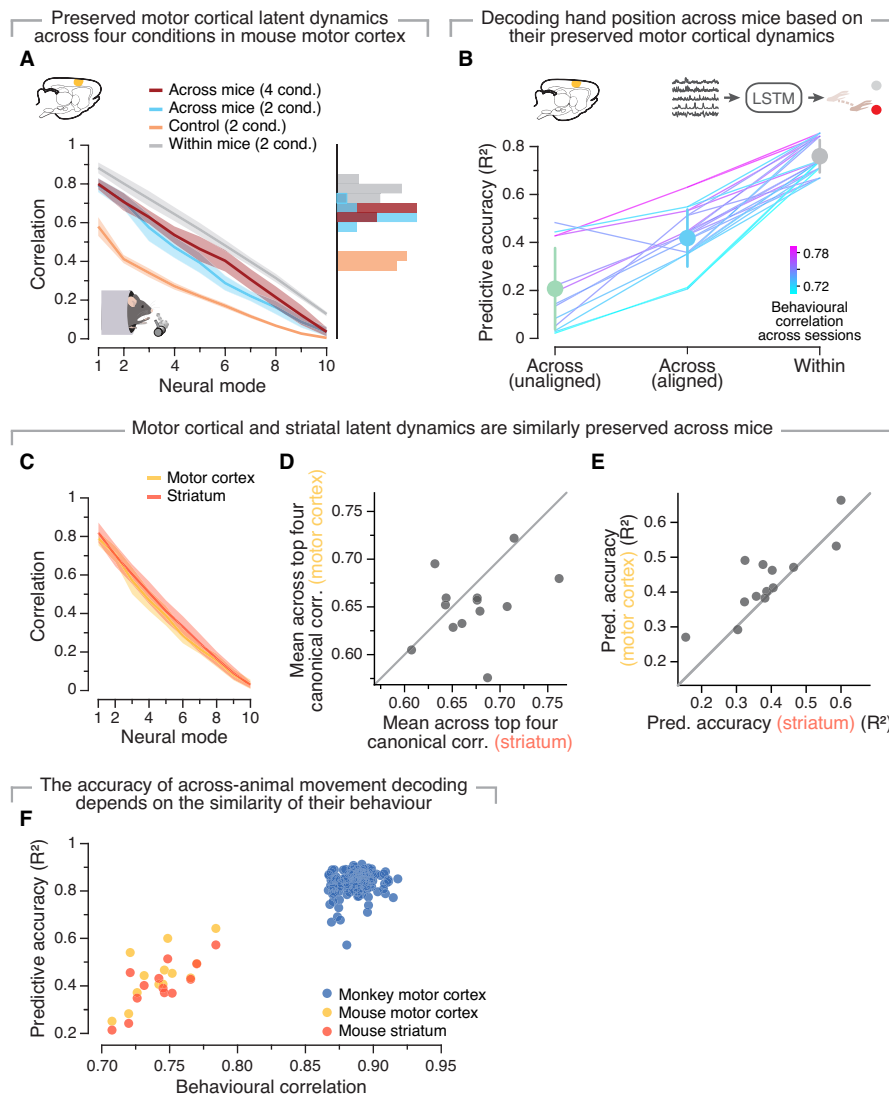 Preserved motor cortical latent dynamics
across four conditions in mouse motor cortex
Decoding hand position across mice based on
their preserved motor cortical dynamics
A
Across mice (4 cond.)
Across mice (2 cond.)
Control (2 cond.)
Within mice (2 cond.)
Correlation
1
0.8
0.6
0.4
0.2
0
1
2
4
6
8
10
Neural mode
B
LSTM
Predictive accuracy (R²)
0.8
0.6
0.4
0.2
0
0.78
0.72
Behavioural
correlation
across sessions
Across
(unaligned)
Across
(aligned)
Within
Motor cortical and striatal latent dynamics are similarly preserved across mice
C
Motor cortex
Striatum
Correlation
1
0.8
0.6
0.4
0.2
0
1
2
4
6
8
10
Neural mode
D
Mean across top four
canonical corr. (motor cortex)
0.75
0.70
0.65
0.60
0.60
0.65
0.70
0.75
Mean across top four
canonical corr. (striatum)
E
Pred. accuracy
(motor cortex) (R²)
0.6
0.5
0.4
0.3
0.2
0.2
0.3
0.4
0.5
0.6
Pred. accuracy (striatum) (R²)
The accuracy of across-animal movement decoding
depends on the similarity of their behaviour
F
Predictive accuracy (R²)
1
0.8
0.6
0.4
0.2
Monkey motor cortex
Mouse motor cortex
Mouse striatum
0.70
0.75
0.80
0.85
0.90
0.95
Behavioural correlation